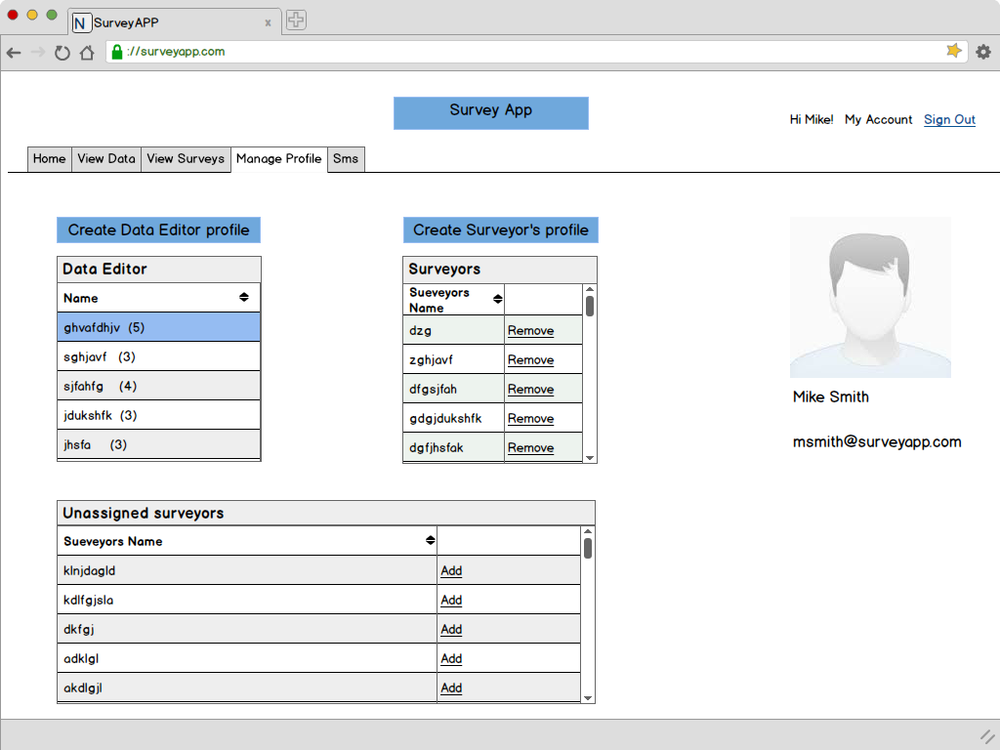 N SurveyAPP x
://surveyapp.com
Survey App
Hi Mike! My Account Sign Out
Home View Data View Surveys Manage Profile Sms
Create Data Editor profile
Data Editor
Name
ghvafdhjv (5)
sghjavf (3)
sjfahfg (4)
jdukshfk (3)
jhsfa (3)
Create Surveyor's profile
Surveyors
Sueveyors
Name
dzg Remove
zghjavf Remove
dfgsjfah Remove
gdgjdukshfk Remove
dgfjhsfak Remove
Mike Smith
msmith@surveyapp.com
Unassigned surveyors
Sueveyors Name
klnjdagld Add
kdlfgjsla Add
dkfgj Add
adklgl Add
akdlgjl Add